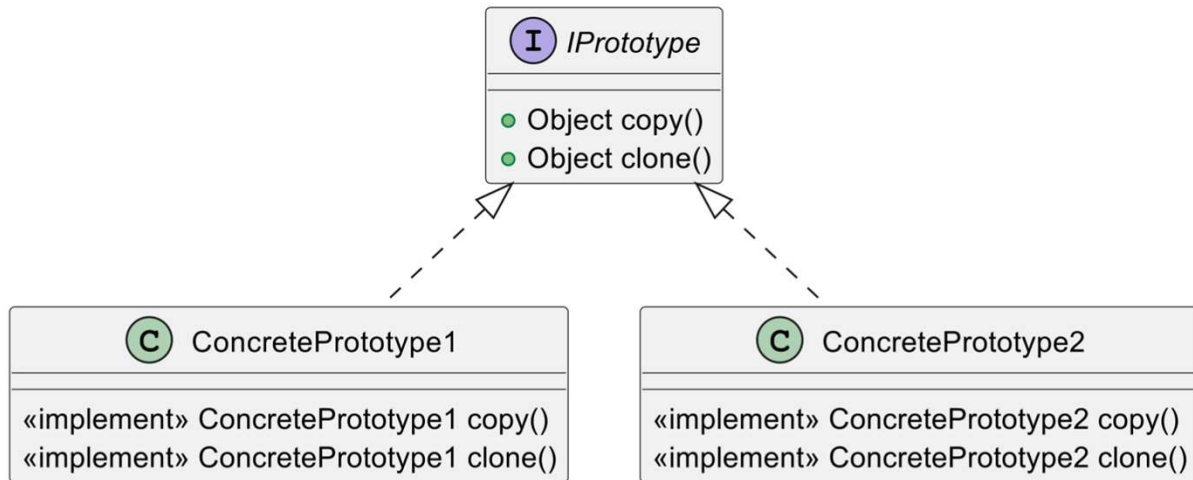 I IPrototype
Object copy()
Object clone()
C ConcretePrototype1
«implement» ConcretePrototype1 copy()
«implement» ConcretePrototype1 clone()
C ConcretePrototype2
«implement» ConcretePrototype2 copy()
«implement» ConcretePrototype2 clone()